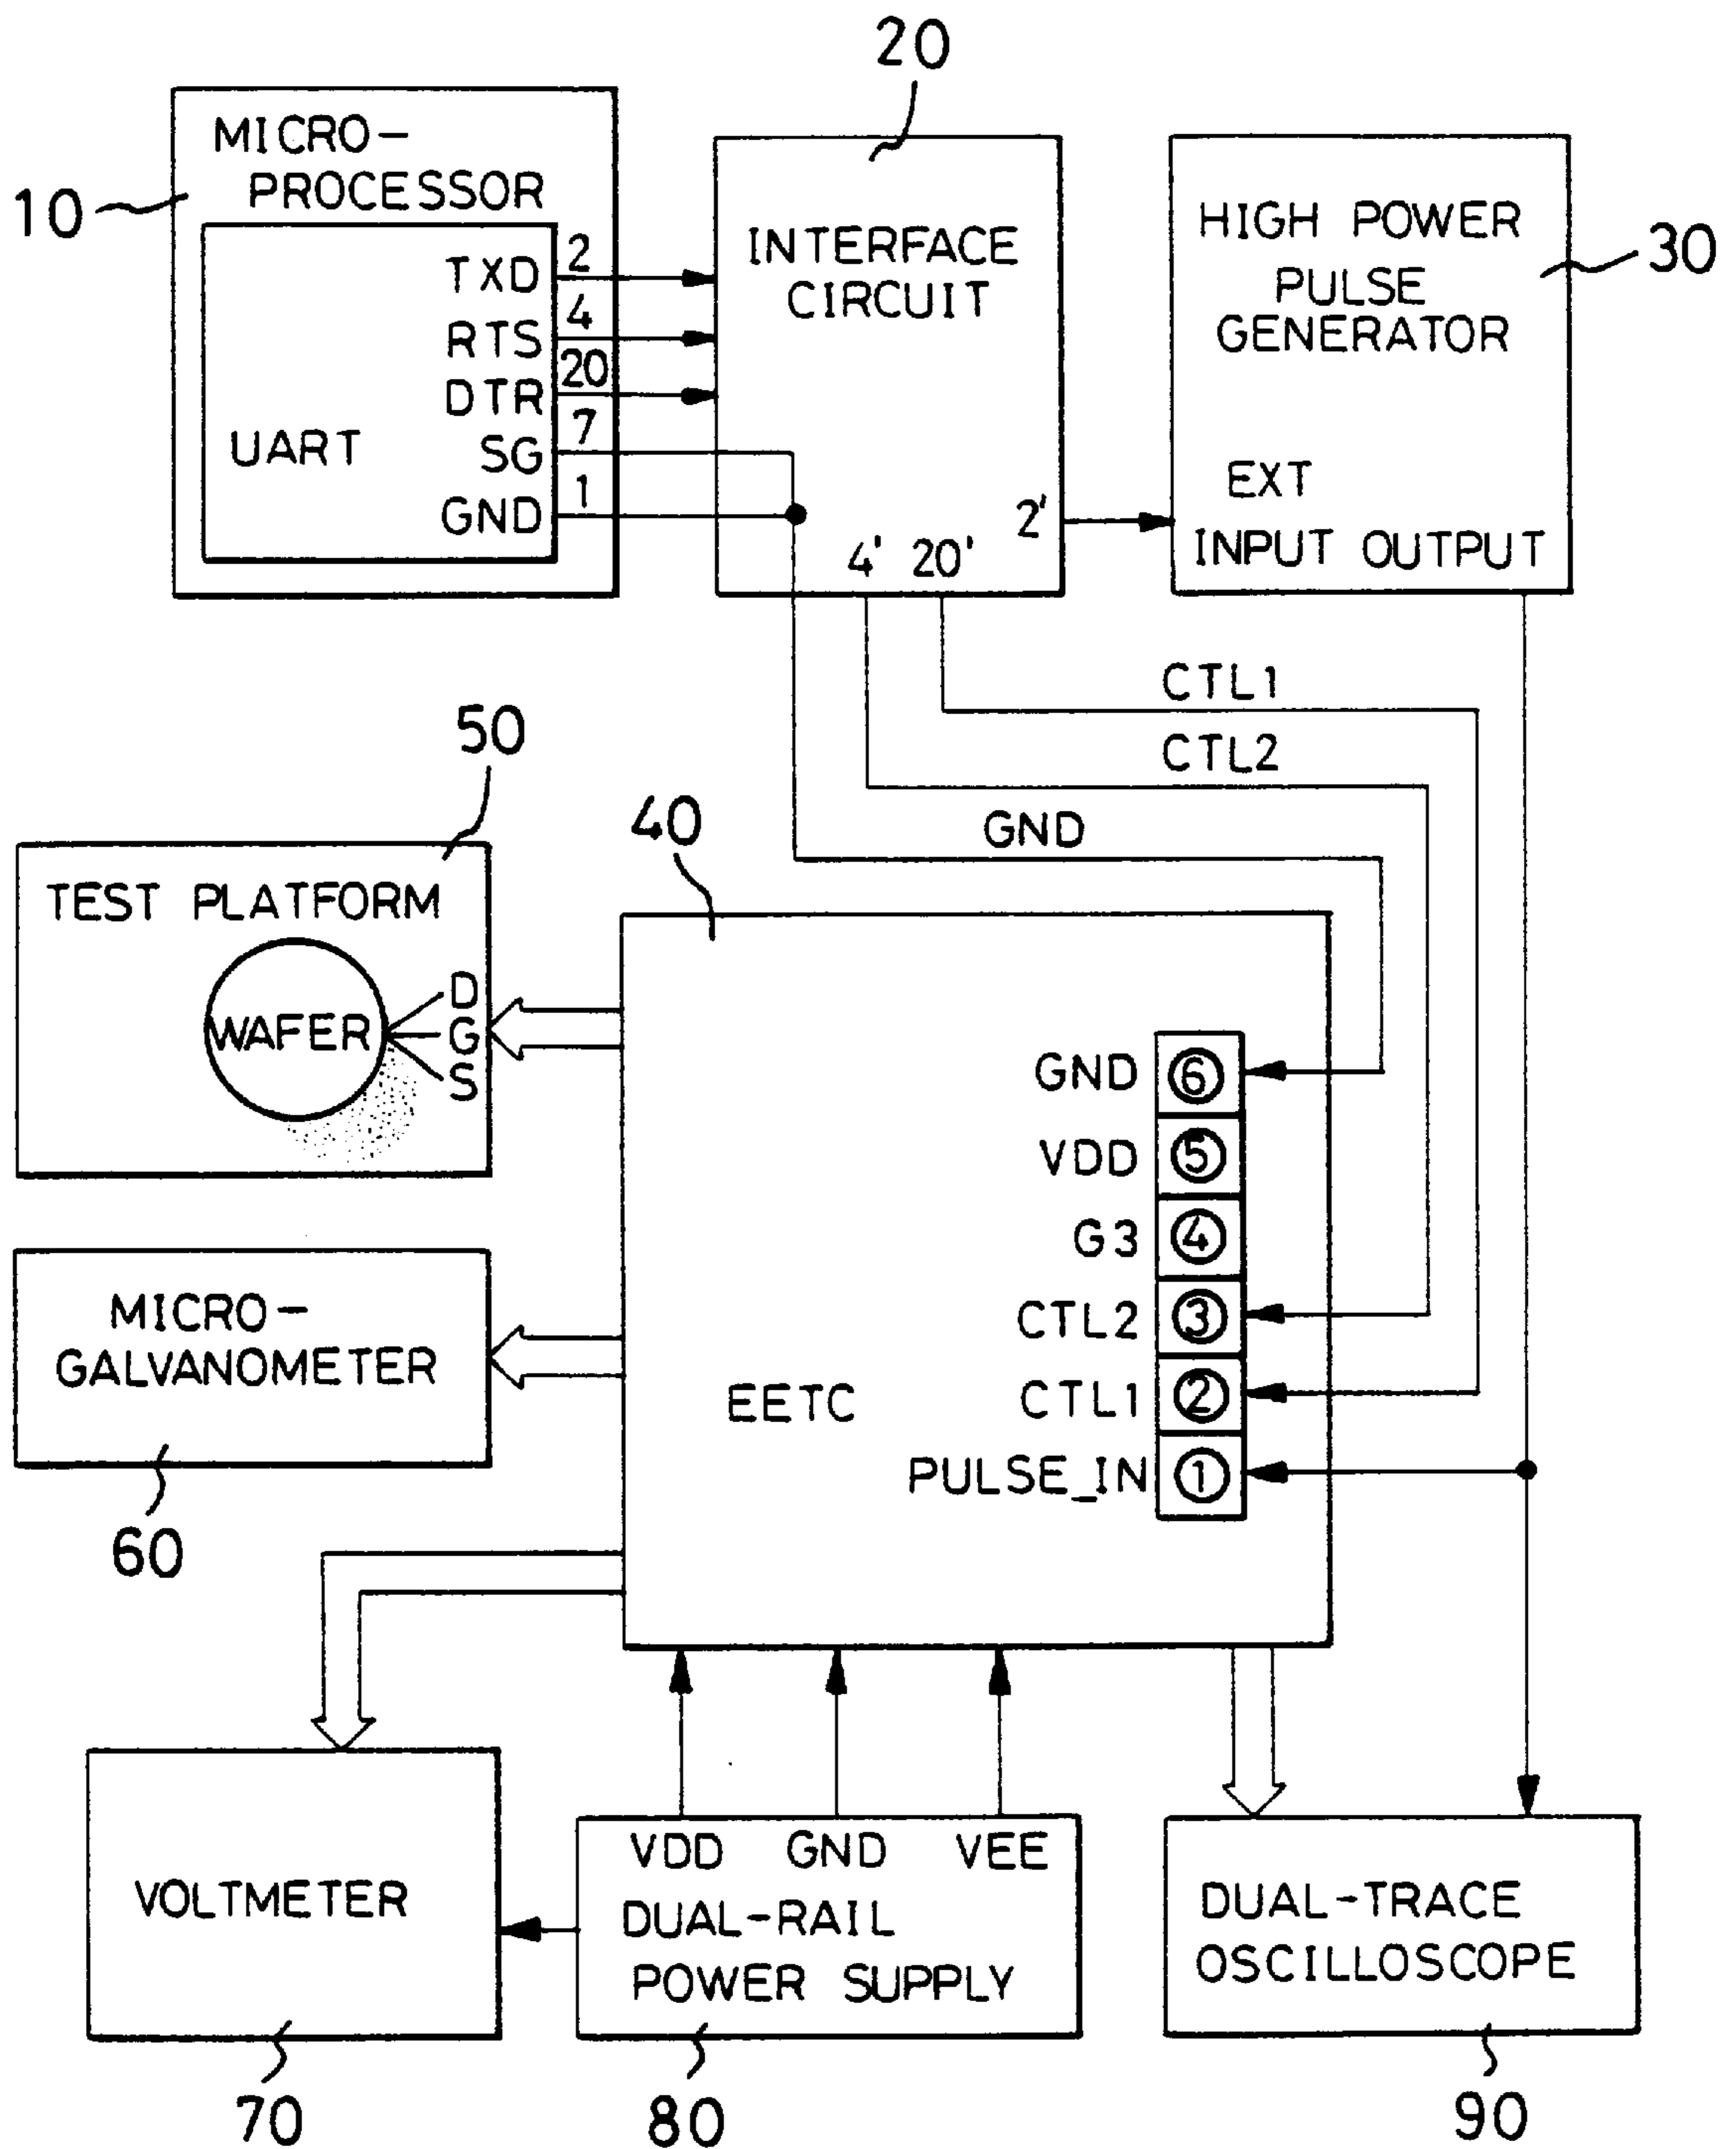 20
MICRO-
PROCESSOR
10
TXD 2
RTS 4
DTR 20
SG 7
GND 1
UART
INTERFACE
CIRCUIT
4' 20' 2'
HIGH POWER
PULSE
GENERATOR
30
EXT
INPUT OUTPUT
CTL1
CTL2
GND
50
TEST PLATFORM
WAFER
D
G
S
40
GND 6
VDD 5
G3 4
CTL2 3
CTL1 2
PULSE_IN 1
EETC
MICRO-
GALVANOMETER
60
VOLTMETER
70
VDD GND VEE
DUAL-RAIL
POWER SUPPLY
80
DUAL-TRACE
OSCILLOSCOPE
90